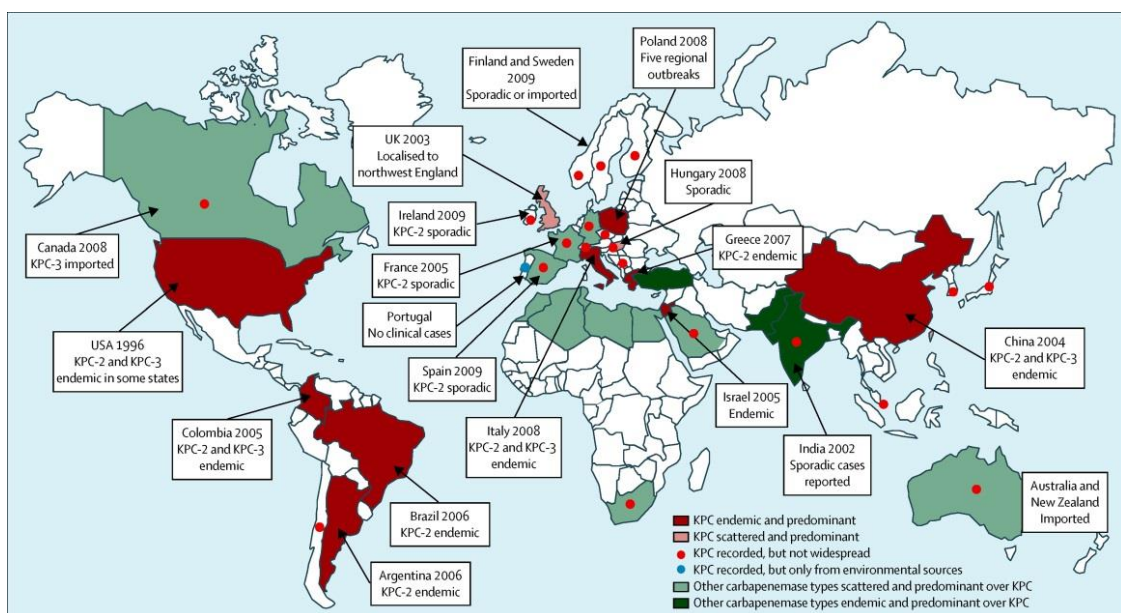 Poland 2008
Five regional
outbreaks
Finland and Sweden
2009
Sporadic or imported
UK 2003
Localised to
northwest England
Hungary 2008
Sporadic
Ireland 2009
KPC-2 sporadic
Canada 2008
KPC-3 imported
Greece 2007
KPC-2 endemic
France 2005
KPC-2 sporadic
Portugal
No clinical cases
USA 1996
KPC-2 and KPC-3
endemic in some states
China 2004
KPC-2 and KPC-3
endemic
Spain 2009
KPC-2 sporadic
Israel 2005
Endemic
Colombia 2005
KPC-2 and KPC-3
endemic
Italy 2008
KPC-2 and KPC-3
endemic
India 2002
Sporadic cases
reported
Australia and
New Zealand
Imported
Brazil 2006
KPC-2 endemic
Argentina 2006
KPC-2 endemic
KPC endemic and predominant
KPC scattered and predominant
KPC recorded, but not widespread
KPC recorded, but only from environmental sources
Other carbapenemase types scattered and predominant over KPC
Other carbapenemase types endemic and predominant over KPC